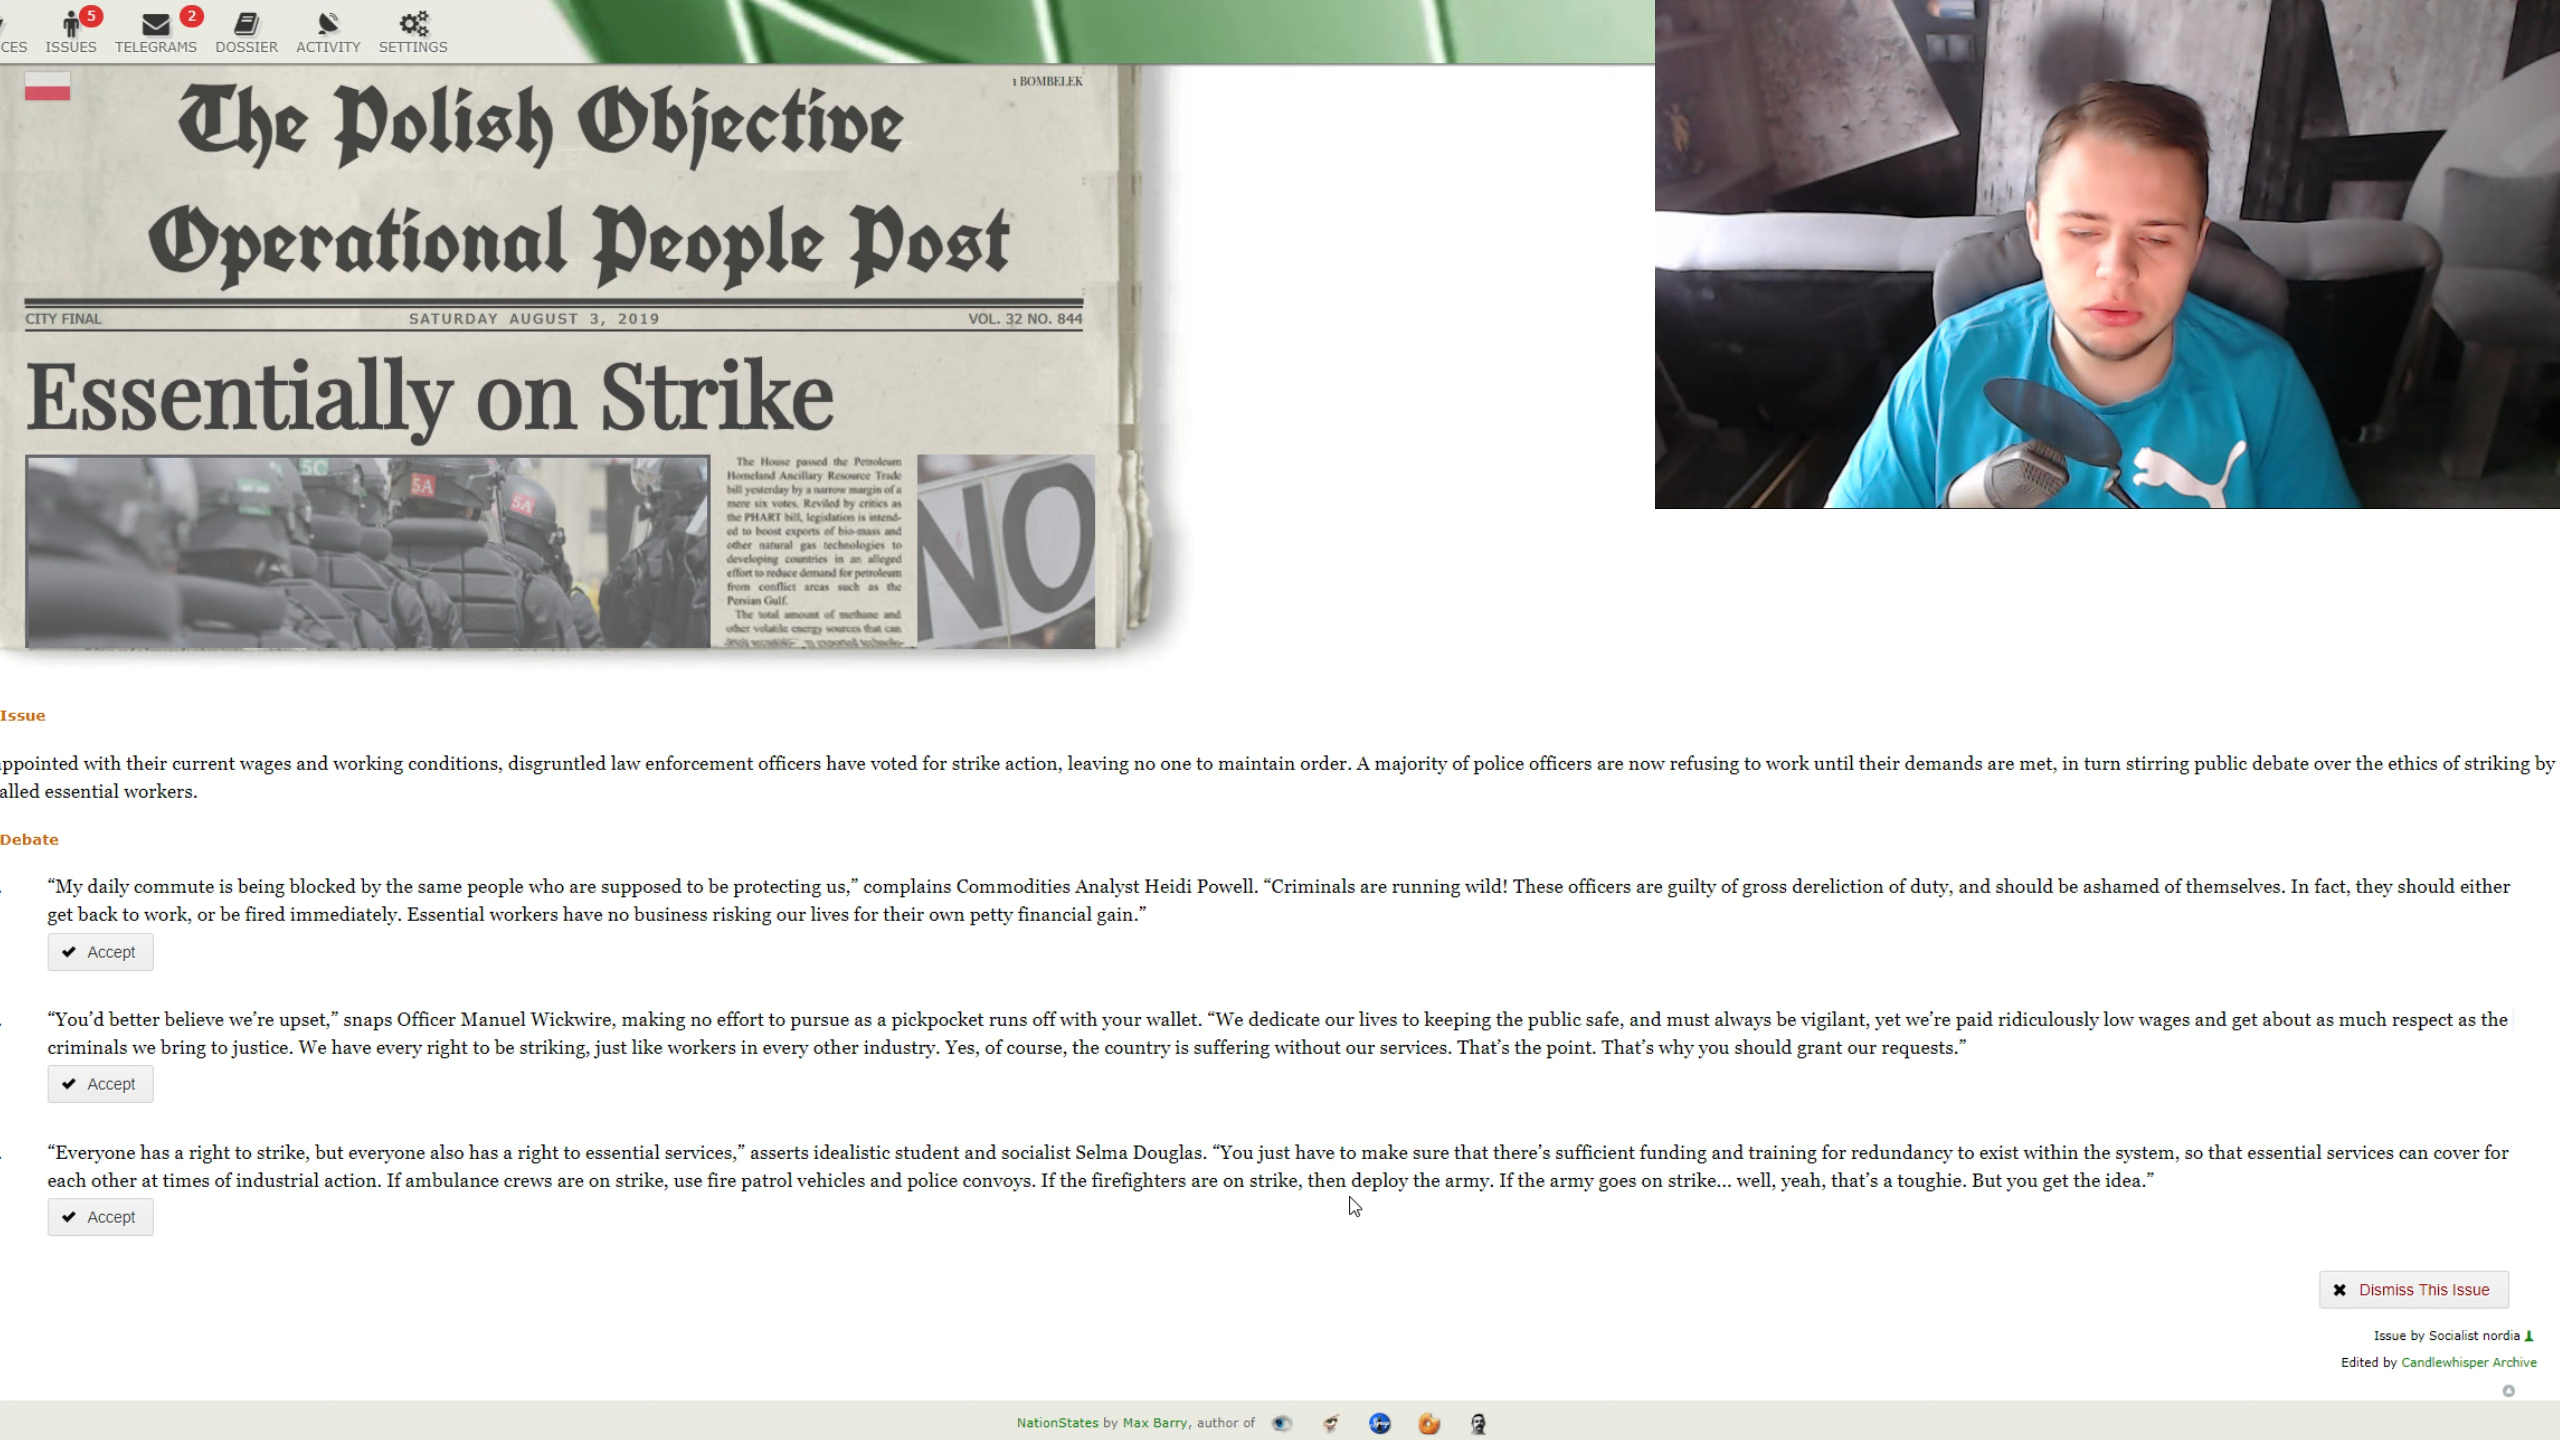 CES
ISSUES
5
TELEGRAMS
2
DOSSIER
ACTIVITY
SETTINGS
1 BOMBELEK
The Polish Objective
Operational People Post
CITY FINAL
SATURDAY AUGUST 3, 2019
VOL. 32 NO. 844
Essentially on Strike
5C
5A
5A
The House passed the Petroleum
Homeland Ancillary Resource Trade
bill yesterday by a narrow margin of a
mere six votes. Reviled by critics as
the PHART bill, legislation is intend-
ed to boost exports of bio-mass and
other natural gas technologies to
developing countries in an alleged
effort to reduce demand for petroleum
from conflict areas such as the
Persian Gulf.
The total amount of methane and
other volatile energy sources that can
NO
Issue
appointed with their current wages and working conditions, disgruntled law enforcement officers have voted for strike action, leaving no one to maintain order. A majority of police officers are now refusing to work until their demands are met, in turn stirring public debate over the ethics of striking by
alled essential workers.
Debate
“My daily commute is being blocked by the same people who are supposed to be protecting us,” complains Commodities Analyst Heidi Powell. “Criminals are running wild! These officers are guilty of gross dereliction of duty, and should be ashamed of themselves. In fact, they should either
get back to work, or be fired immediately. Essential workers have no business risking our lives for their own petty financial gain.”
Accept
“You’d better believe we’re upset,” snaps Officer Manuel Wickwire, making no effort to pursue as a pickpocket runs off with your wallet. “We dedicate our lives to keeping the public safe, and must always be vigilant, yet we’re paid ridiculously low wages and get about as much respect as the
criminals we bring to justice. We have every right to be striking, just like workers in every other industry. Yes, of course, the country is suffering without our services. That’s the point. That’s why you should grant our requests.”
Accept
“Everyone has a right to strike, but everyone also has a right to essential services,” asserts idealistic student and socialist Selma Douglas. “You just have to make sure that there’s sufficient funding and training for redundancy to exist within the system, so that essential services can cover for
each other at times of industrial action. If ambulance crews are on strike, use fire patrol vehicles and police convoys. If the firefighters are on strike, then deploy the army. If the army goes on strike... well, yeah, that’s a toughie. But you get the idea.”
Accept
Dismiss This Issue
Issue by Socialist nordia
Edited by Candlewhisper Archive
NationStates by Max Barry, author of